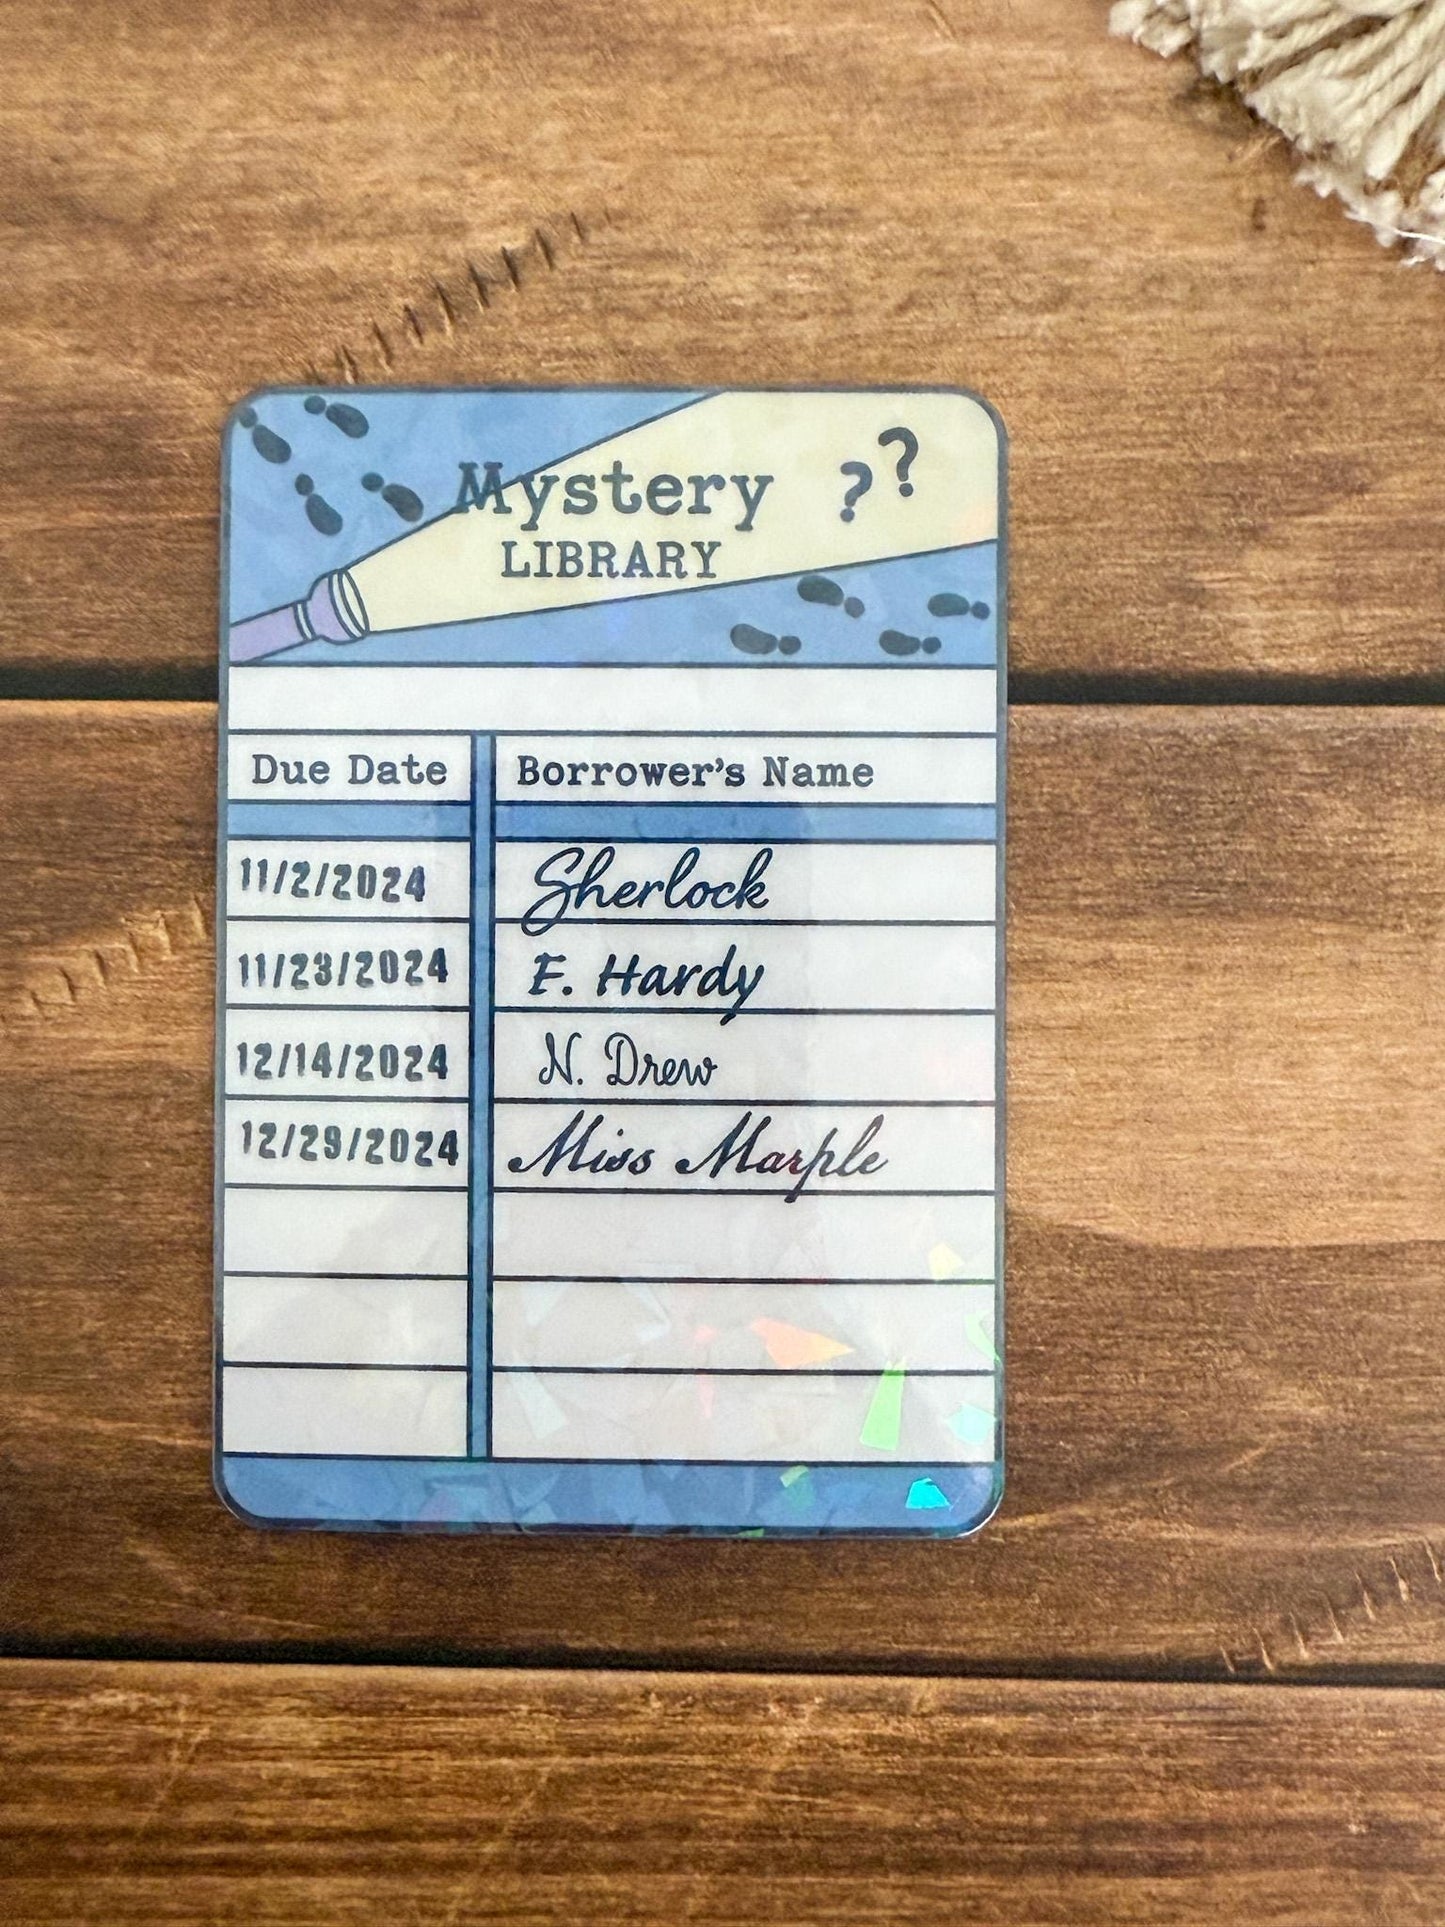 Mystery ??
LIBRARY
Due Date Borrower's Name
11/2/2024 Sherlock
11/23/2024 F. Hardy
12/14/2024 N. Drew
12/29/2024 Miss Marple